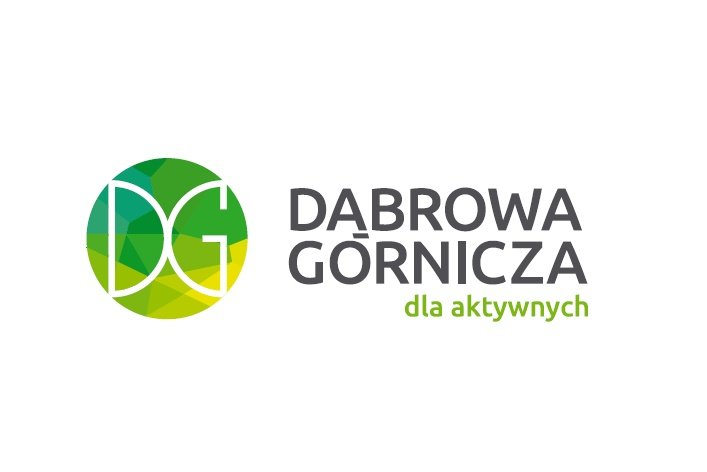 DG
DĄBROWA
GÓRNICZA
dla aktywnych